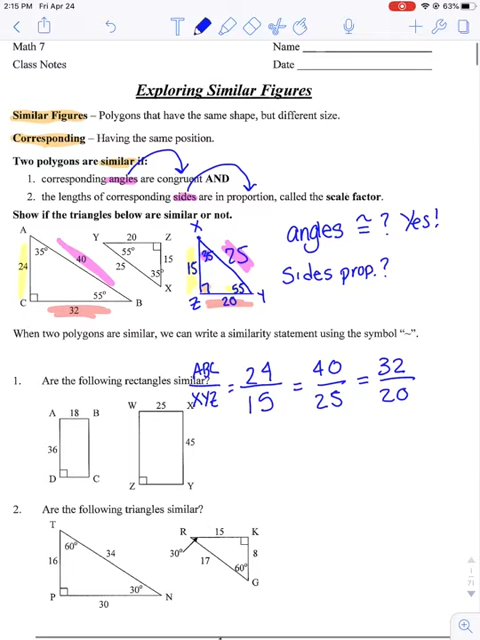 2:15 PM Fri Apr 24
63%
Math 7
Name
Class Notes
Date
Exploring Similar Figures
Similar Figures – Polygons that have the same shape, but different size.
Corresponding – Having the same position.
Two polygons are similar if:
1. corresponding angles are congruent AND
2. the lengths of corresponding sides are in proportion, called the scale factor.
Show if the triangles below are similar or not.
A
35°
24
40
55°
C
32
B
Y
20
Z
55°
15
25
35°
X
X
35
25
15
55
Z
20
Y
angles ≅ ? Yes!
Sides prop. ?
When two polygons are similar, we can write a similarity statement using the symbol "~".
1. Are the following rectangles similar?
ABC/XYZ = 24/15 = 40/25 = 32/20
A
18
B
36
D
C
W
25
X
45
Z
Y
2. Are the following triangles similar?
T
60°
16
34
30°
P
30
N
R
15
K
30°
8
17
60°
G